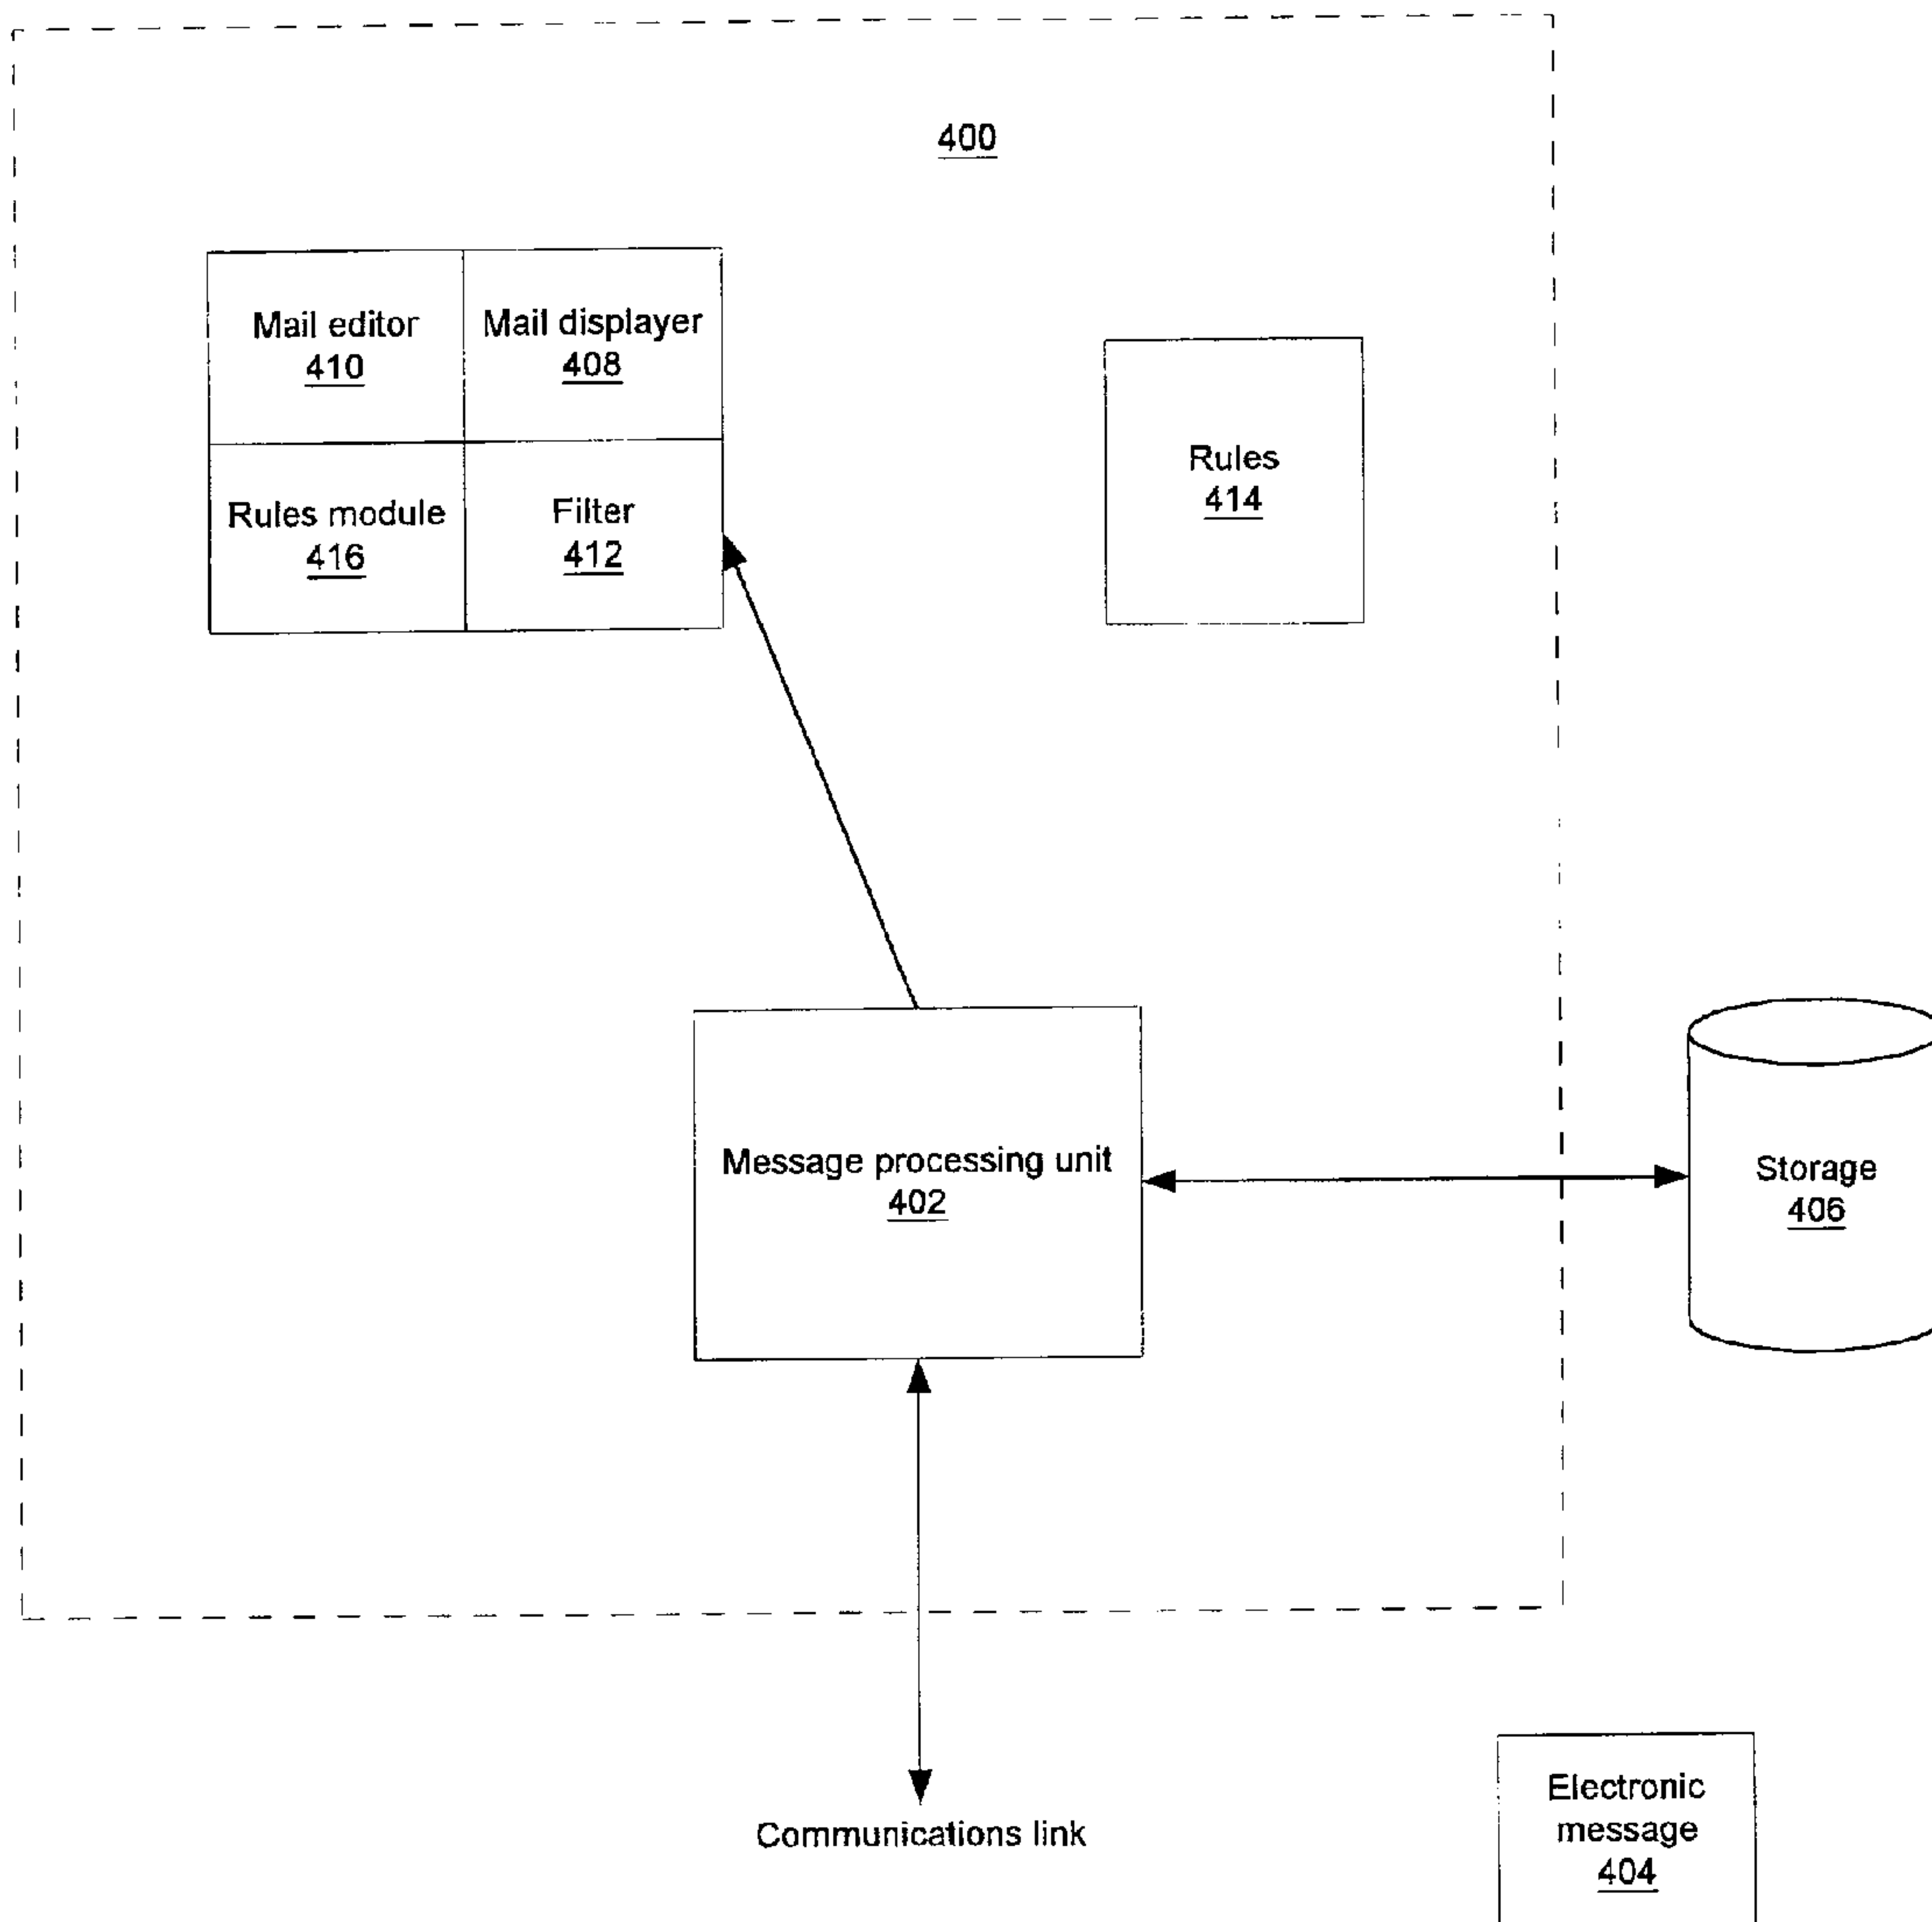 400
Mail editor
410
Mail displayer
408
Rules module
416
Filter
412
Rules
414
Message processing unit
402
Storage
406
Communications link
Electronic
message
404